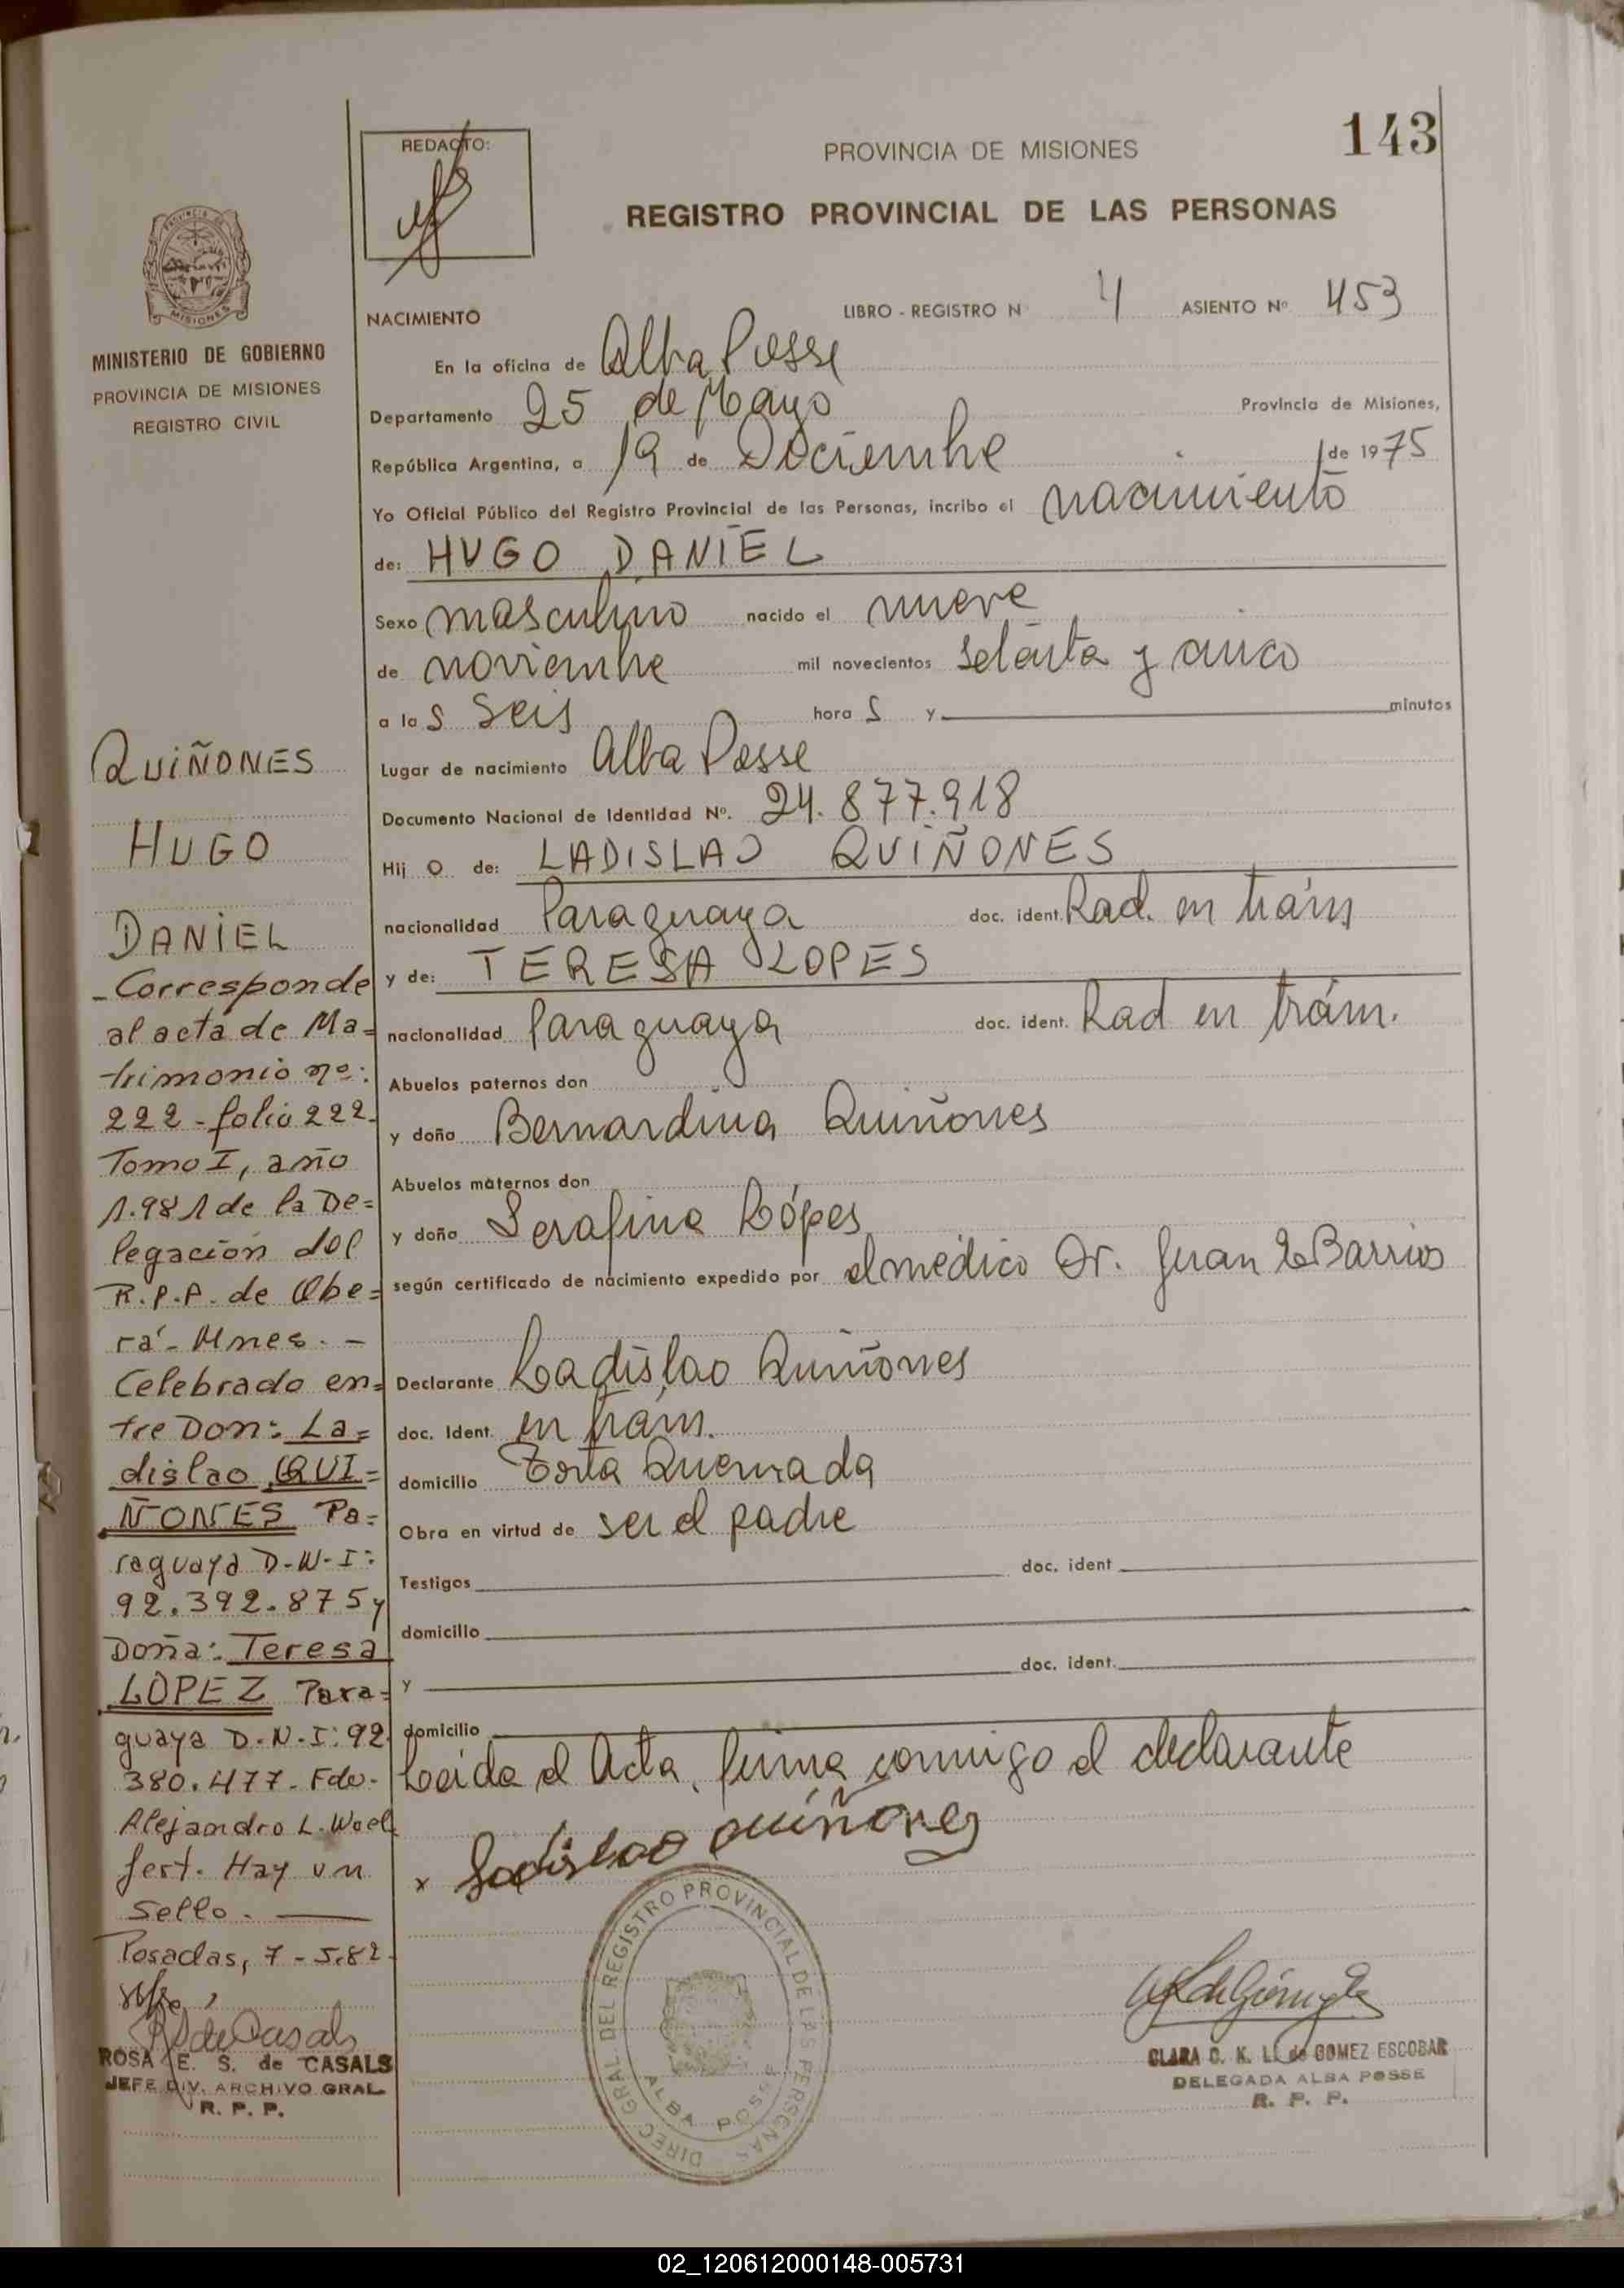 143
REDACTO:
PROVINCIA DE MISIONES
REGISTRO PROVINCIAL DE LAS PERSONAS
MISIONES
MINISTERIO DE GOBIERNO
PROVINCIA DE MISIONES
REGISTRO CIVIL
NACIMIENTO LIBRO - REGISTRO N 4 ASIENTO Nº. 453
En la oficina de Alba Posse
Departamento 25 de Mayo Provincia de Misiones,
República Argentina, a 19 de Diciembre de 1975
Yo Oficial Público del Registro Provincial de las Personas, incribo el nacimiento
de: HUGO DANIEL
Sexo masculino nacido el nueve
de noviembre mil novecientos setenta y cinco
a la s seis hora s y minutos
Lugar de nacimiento Alba Posse
Documento Nacional de Identidad Nº. 24.877.918
Hij o de: LADISLAO QUIÑONES
nacionalidad Paraguaya doc. ident. Rad. en trám
y de: TERESA LOPES
nacionalidad Paraguaya doc. ident. Rad en trám.
Abuelos paternos don
y doña Bernardina Quiñones
Abuelos maternos don
y doña Serafina Lópes
según certificado de nacimiento expedido por el médico Dr. Juan Barrios
Declarante Ladislao Quiñones
doc. Ident. en trám.
domicilio Torta Quemada
Obra en virtud de ser el padre
Testigos doc. ident
domicilio
y doc. ident.
domicilio
Leida el Acta, firma conmigo el declarante
x Ladislao quiñones
QUIÑONES
HUGO
DANIEL
- Corresponde
al acta de Ma=
trimonio nº:
222 - folio 222-
Tomo I, año
1.981 de la De=
legación del
R.P.P. de Obe=
rá - Mnes. -
Celebrado en=
tre Don: La=
dislao QUI=
ÑONES Pa=
raguaya D-N-I:
92.392.875 y
Doña: Teresa
LOPEZ Para=
guaya D.N.I: 92.
380.477- Fdo.
Alejandro L. Woel
fert. Hay un
Sello.
Posadas, 7-5.82.
ROSA E. S. de CASALS
JEFE DIV. ARCHIVO GRAL
R. P. P.
DIREC GRAL. DEL REGISTRO PROVINCIAL DE LAS PERSONAS
ALBA POSSE
CLARA C. K. L. de GOMEZ ESCOBAR
DELEGADA ALBA POSSE
R. P. P.
02_120612000148-005731